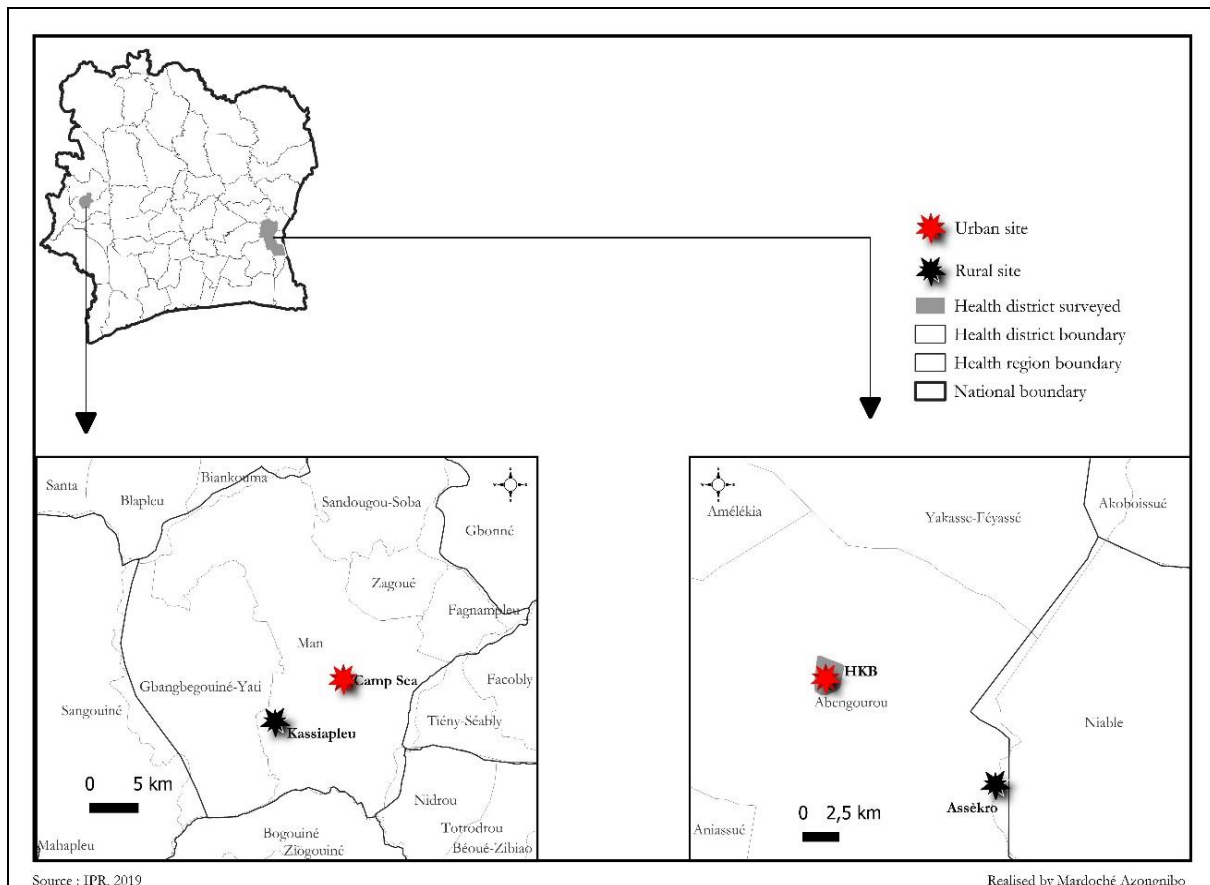 Urban site
Rural site
Health district surveyed
Health district boundary
Health region boundary
National boundary
Santa
Blapleu
Biankouma
Sandougou-Soba
Gbonné
Zagoué
Fagnampleu
Man
Camp Sea
Gbangbegouiné-Yati
Sangouiné
Kassiapleu
Facobly
Tiény-Séably
0 5 km
Nidrou
Totrodrou
Béoué-Zibiao
Bogouiné
Ziogouiné
Mahapleu
Amélékia
Yakasse-Féyassé
Akoboissué
HKB
Abengourou
Niable
Assèkro
0 2,5 km
Aniassué
Source : IPR, 2019
Realised by Mardoché Azongnibo